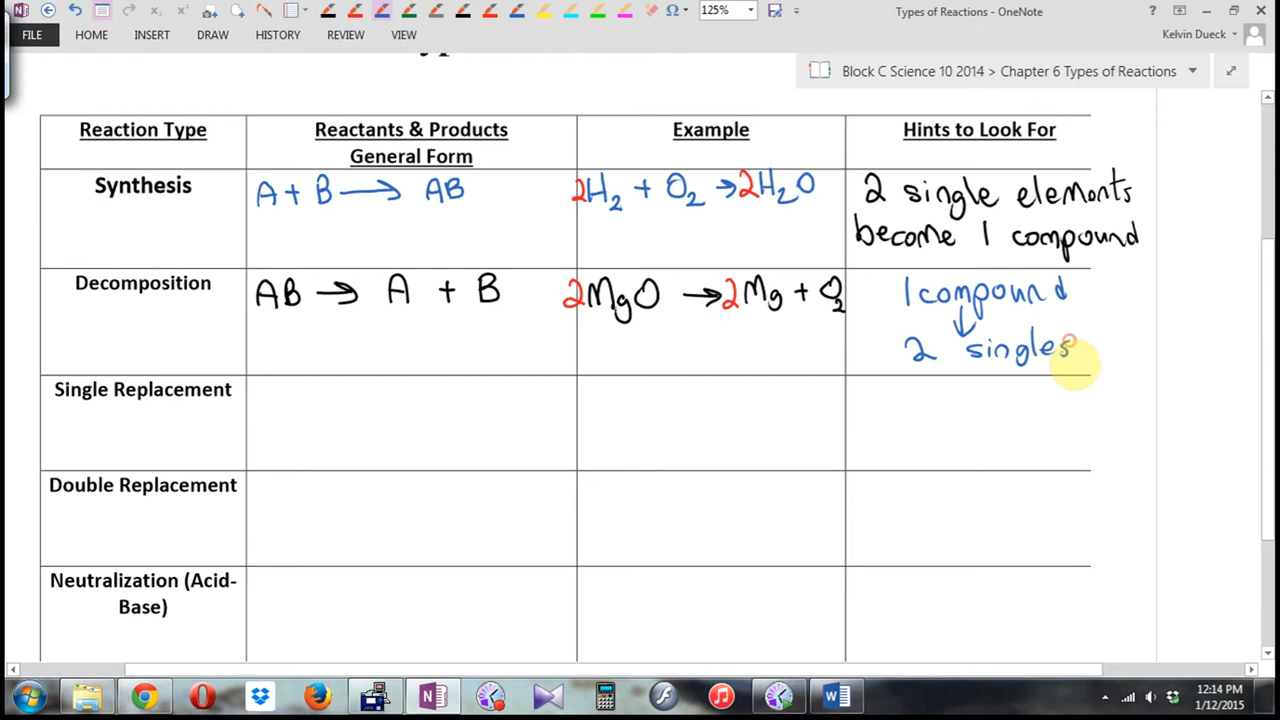 Types of Reactions - OneNote
125%
FILE HOME INSERT DRAW HISTORY REVIEW VIEW
Kelvin Dueck
Block C Science 10 2014 > Chapter 6 Types of Reactions
Reaction Type
Reactants & Products
General Form
Example
Hints to Look For
Synthesis
A + B → AB
2H₂ + O₂ → 2H₂O
2 single elements
become 1 compound
Decomposition
AB → A + B
2MgO → 2Mg + O₂
1 compound
↓
2 singles
Single Replacement
Double Replacement
Neutralization (Acid-
Base)
12:14 PM
1/12/2015